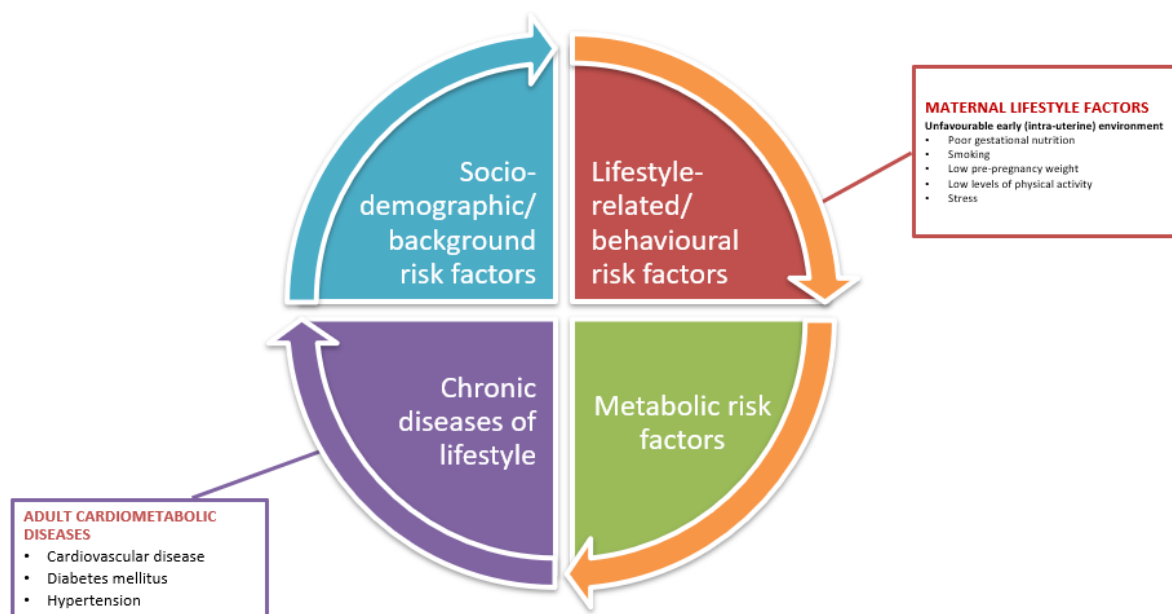 Socio-
demographic/
background
risk factors
Lifestyle-
related/
behavioural
risk factors
MATERNAL LIFESTYLE FACTORS
Unfavourable early (intra-uterine) environment
• Poor gestational nutrition
• Smoking
• Low pre-pregnancy weight
• Low levels of physical activity
• Stress
Chronic
diseases of
lifestyle
Metabolic risk
factors
ADULT CARDIOMETABOLIC
DISEASES
• Cardiovascular disease
• Diabetes mellitus
• Hypertension